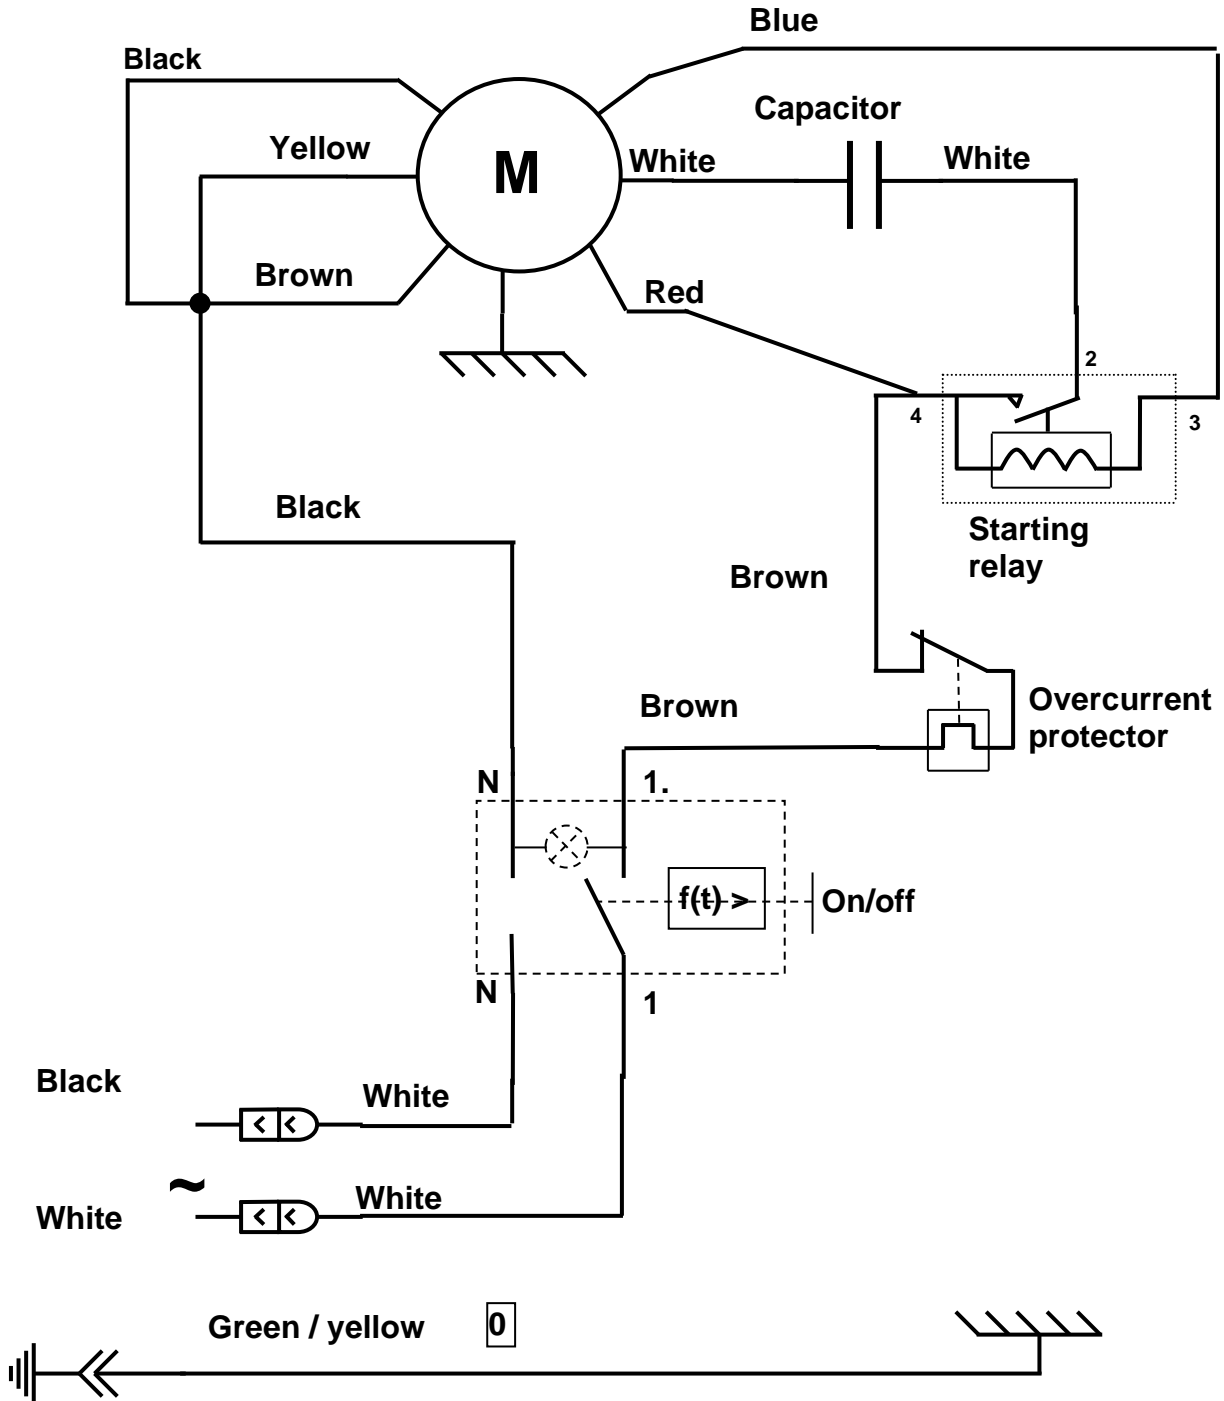 Blue
Black
Capacitor
Yellow
M
White
White
Brown
Red
2
4
3
Black
Starting
relay
Brown
Brown
Overcurrent
protector
N
1.
f(t) >
On/off
N
1
Black
White
~
White
White
Green / yellow
0